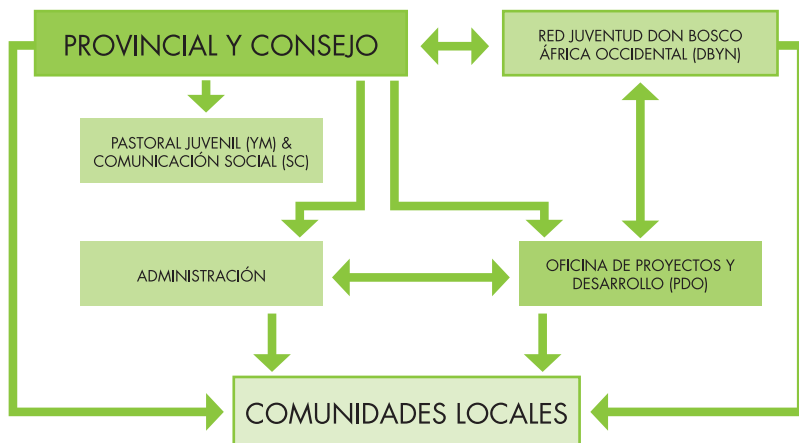 PROVINCIAL Y CONSEJO
RED JUVENTUD DON BOSCO
ÁFRICA OCCIDENTAL (DBYN)
PASTORAL JUVENIL (YM) &
COMUNICACIÓN SOCIAL (SC)
ADMINISTRACIÓN
OFICINA DE PROYECTOS Y
DESARROLLO (PDO)
COMUNIDADES LOCALES